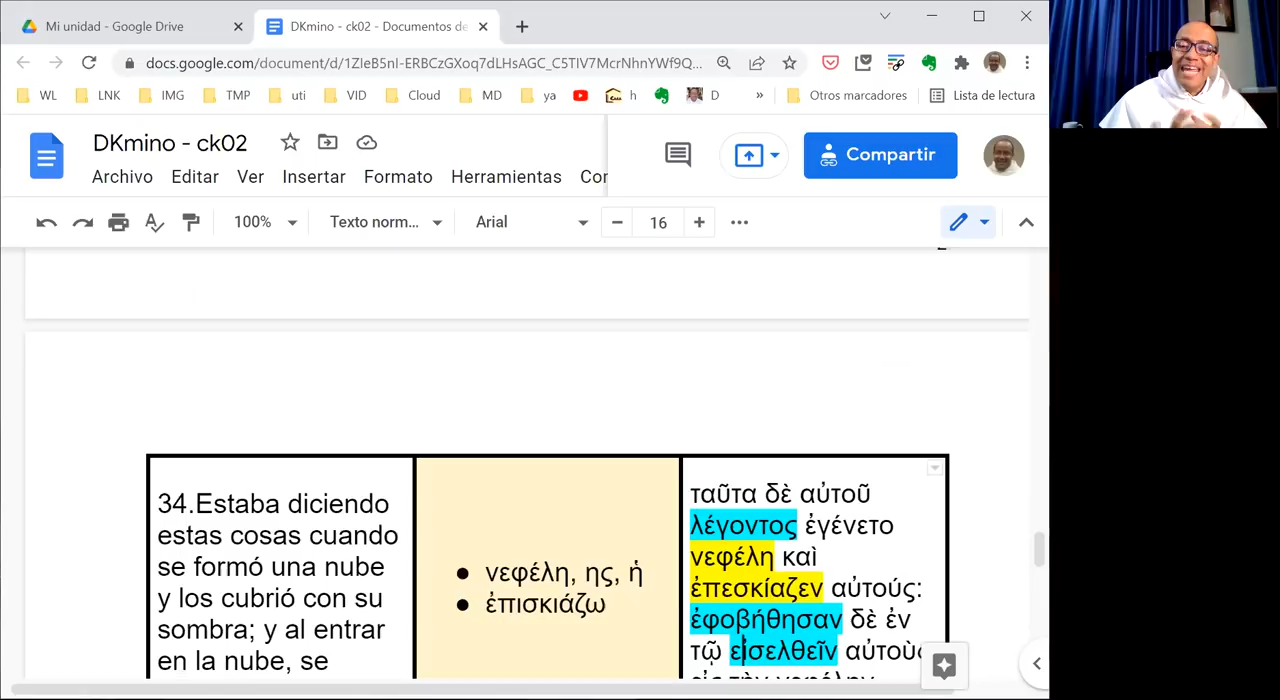 Mi unidad - Google Drive
DKmino - ck02 - Documentos de
docs.google.com/document/d/1ZIeB5nI-ERBCzGXoq7dLHsAGC_C5TIV7McrNhnYWf9Q...
WL LNK IMG TMP uti VID Cloud MD ya h D » Otros marcadores Lista de lectura
DKmino - ck02
Archivo Editar Ver Insertar Formato Herramientas
Compartir
100% Texto norm... Arial − 16 + •••
34.Estaba diciendo
estas cosas cuando
se formó una nube
y los cubrió con su
sombra; y al entrar
en la nube, se
● νεφέλη, ης, ἡ
● ἐπισκιάζω
ταῦτα δὲ αὐτοῦ
λέγοντος ἐγένετο
νεφέλη καὶ
ἐπεσκίαζεν αὐτούς:
ἐφοβήθησαν δὲ ἐν
τῷ εἰσελθεῖν αὐτοὺς